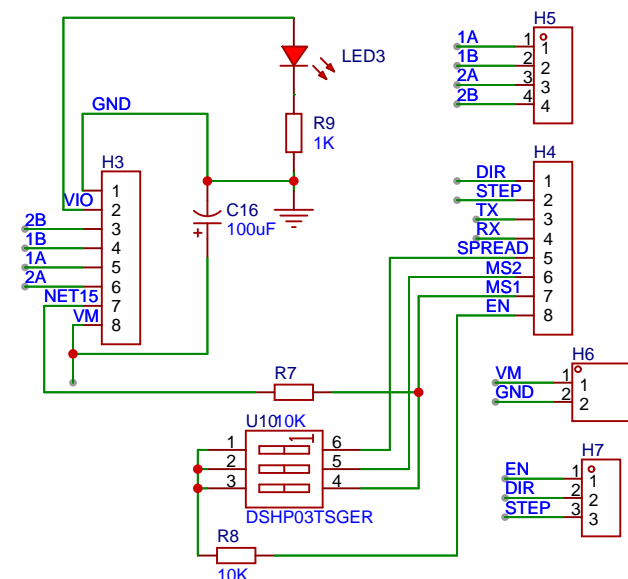 LED3
R9
1K
GND
H3
VIO
1
2
2B
3
1B
4
1A
5
2A
6
NET15
7
VM
8
C16
+
100uF
R7
10K
U10
1
2
3
6
5
4
DSHP03TSGER
R8
10K
H5
1A 1 1
1B 2 2
2A 3 3
2B 4 4
H4
DIR 1
STEP 2
TX 3
RX 4
SPREAD 5
MS2 6
MS1 7
EN 8
H6
VM 1 1
GND 2 2
H7
EN 1 1
DIR 2 2
STEP 3 3